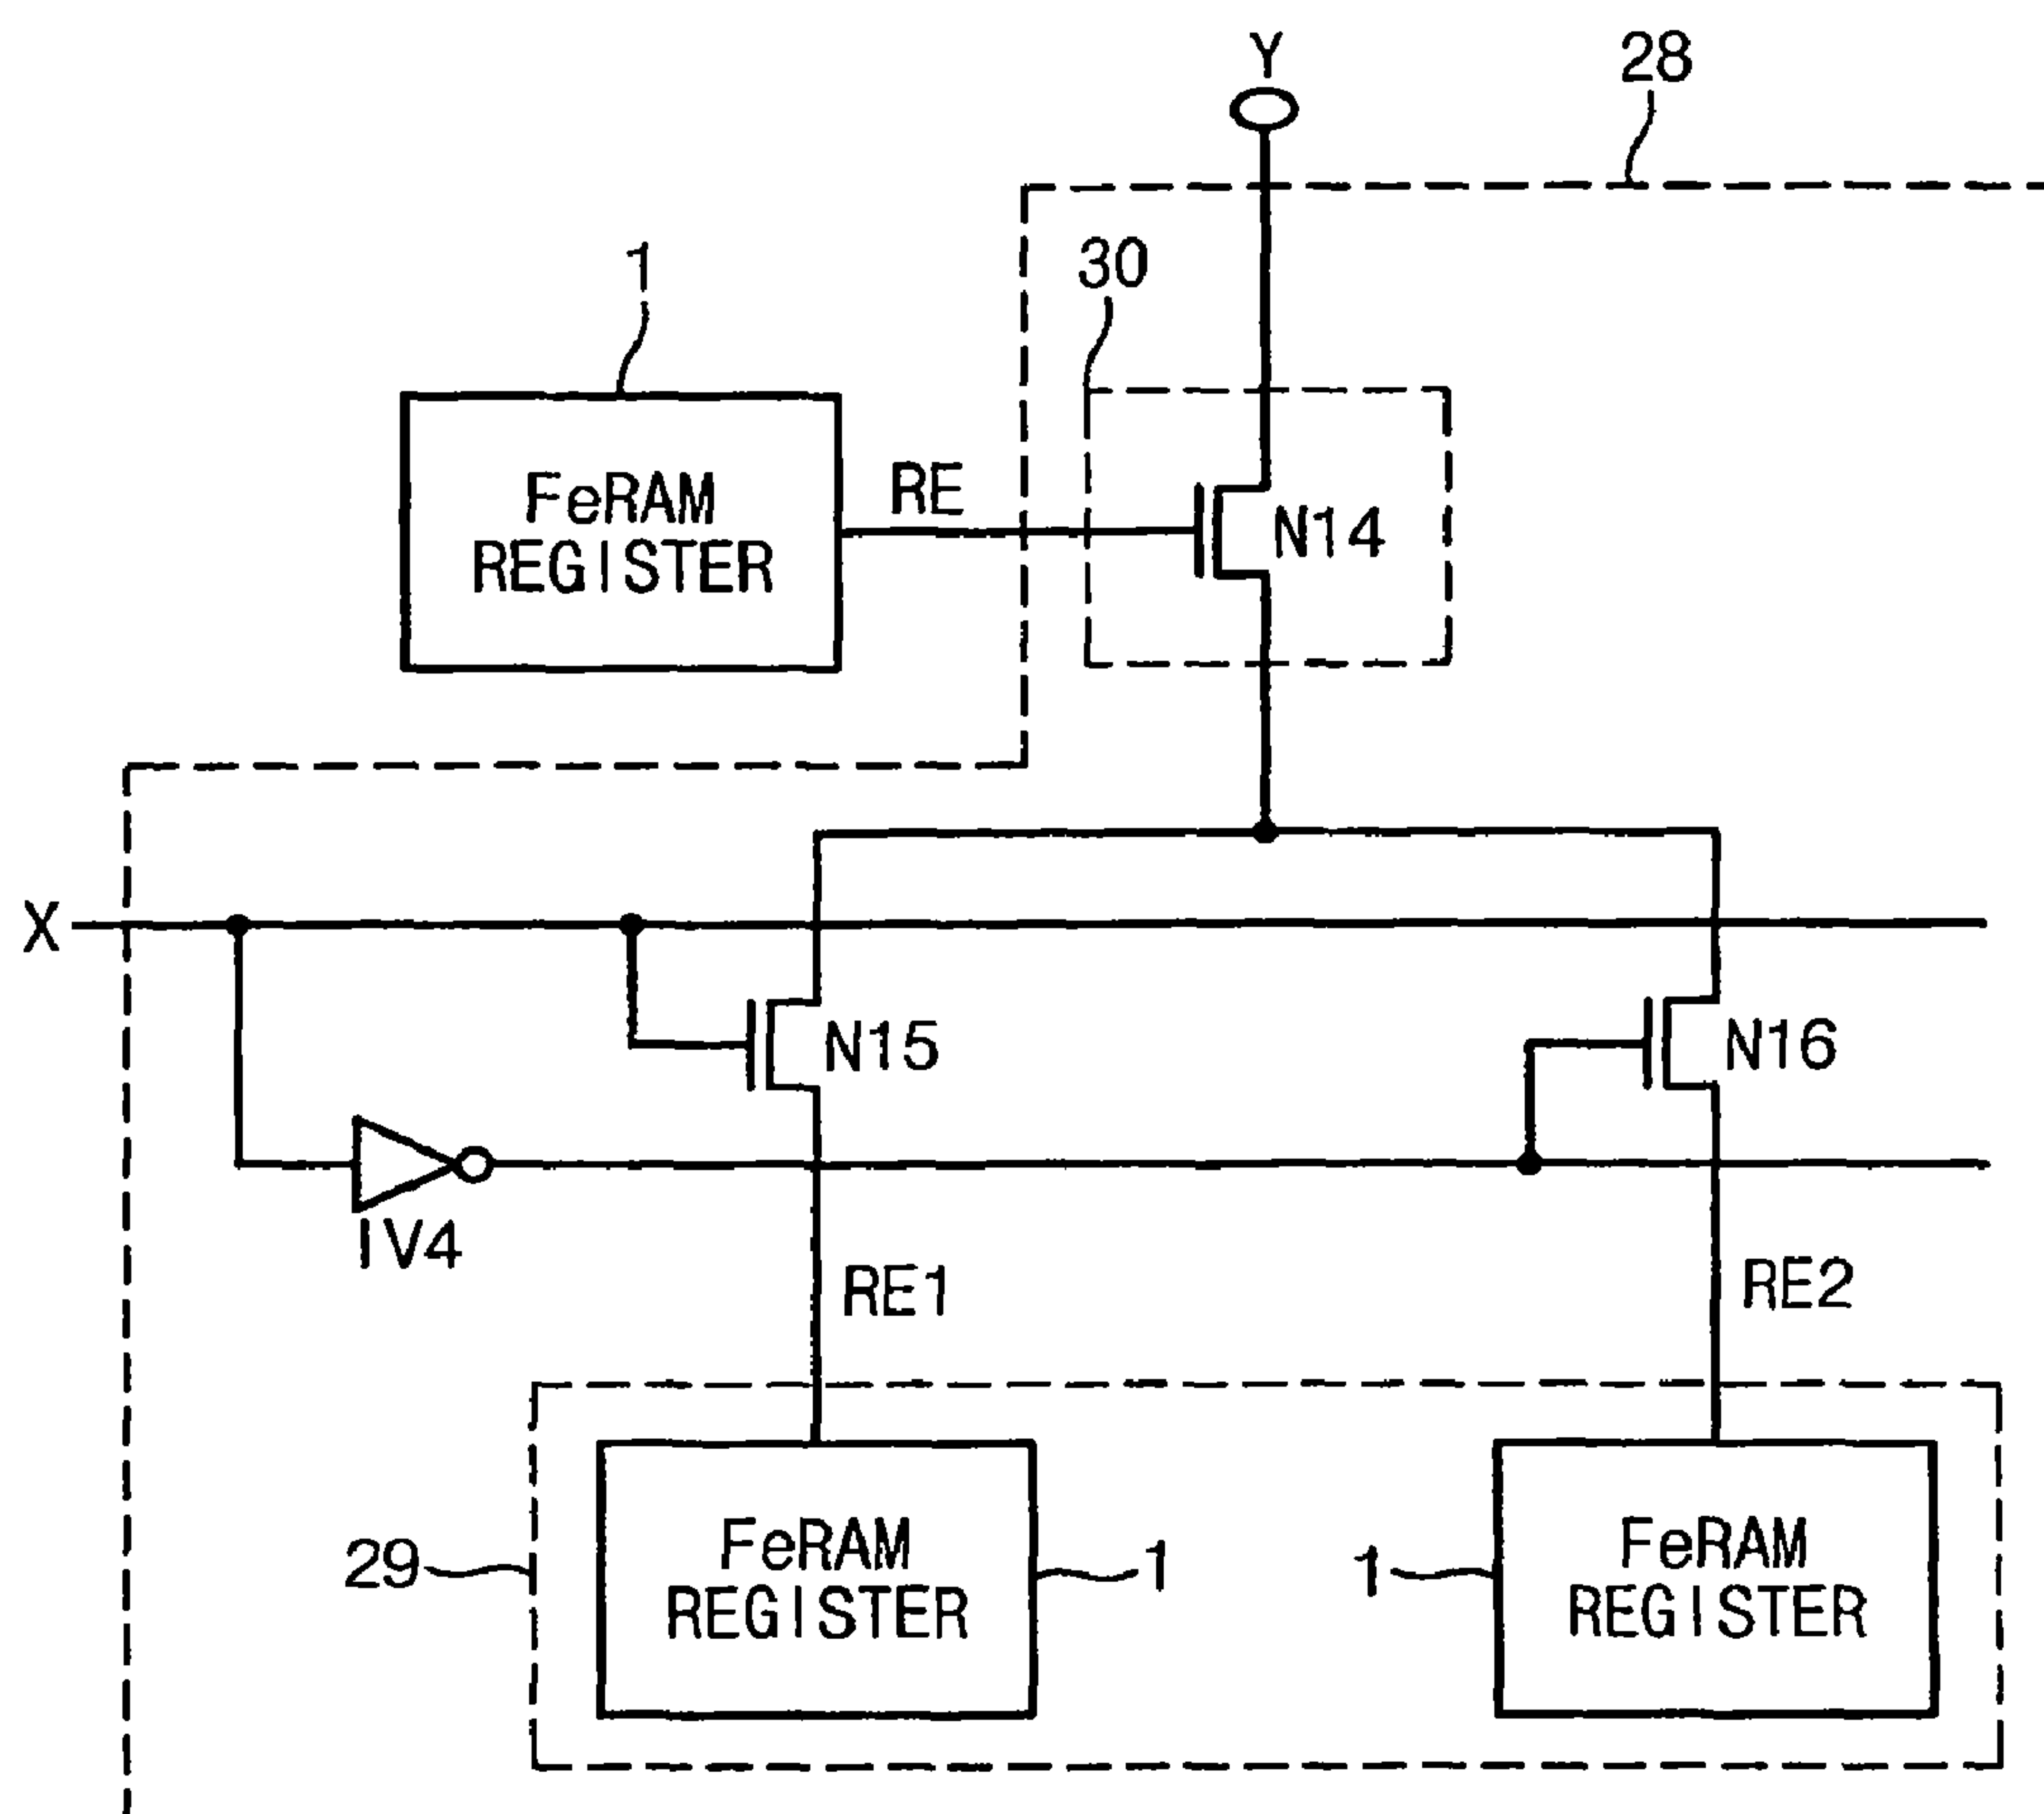 Y
28
1
30
FeRAM
REGISTER
RE
N14
X
N15
N16
IV4
RE1
RE2
29
FeRAM
REGISTER
1
1
FeRAM
REGISTER